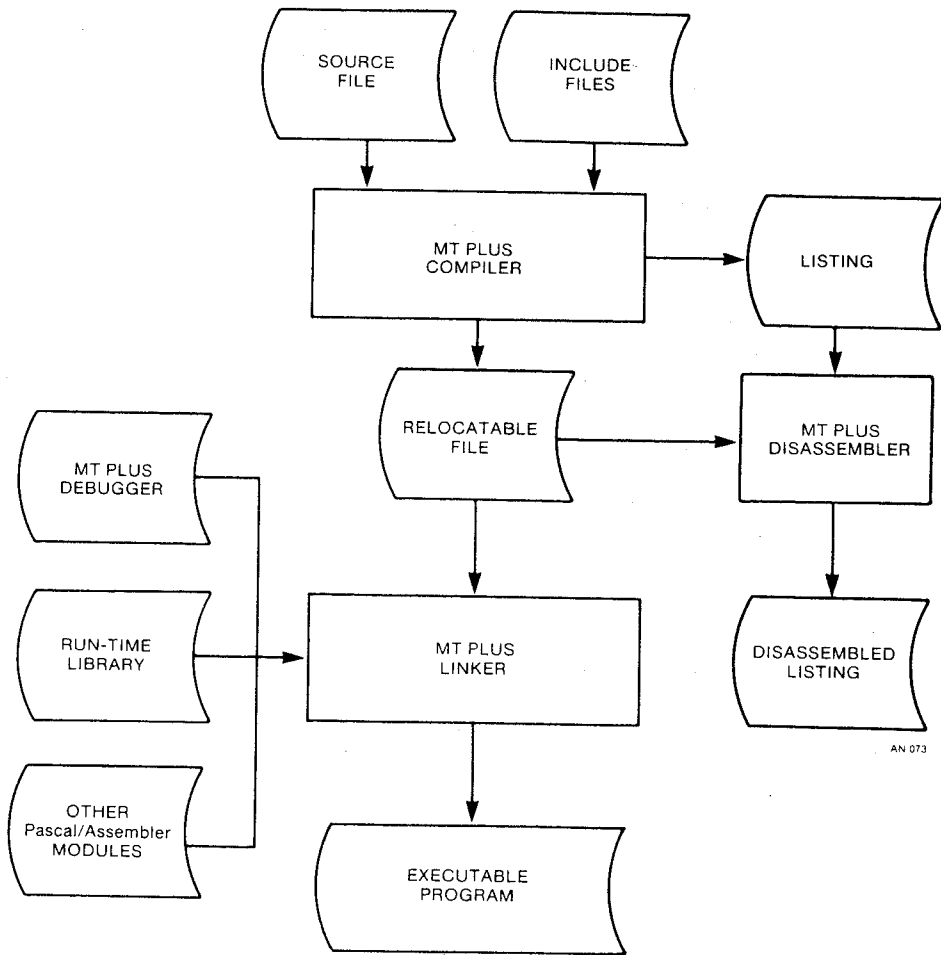 SOURCE
FILE
INCLUDE
FILES
MT PLUS
COMPILER
LISTING
RELOCATABLE
FILE
MT PLUS
DISASSEMBLER
MT PLUS
DEBUGGER
RUN-TIME
LIBRARY
MT PLUS
LINKER
DISASSEMBLED
LISTING
AN 073
OTHER
Pascal/Assembler
MODULES
EXECUTABLE
PROGRAM